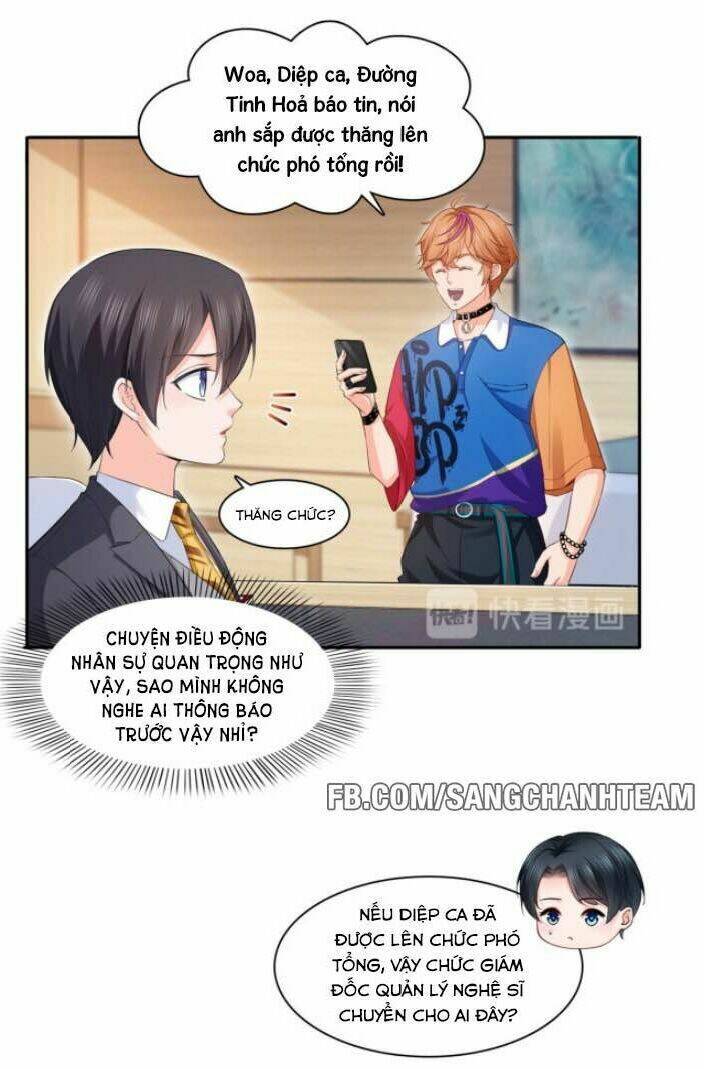 Woa, Diệp ca, Đường
Tinh Hoả báo tin, nói
anh sắp được thăng lên
chức phó tổng rồi!
THĂNG CHỨC?
快看漫画
CHUYỆN ĐIỀU ĐỘNG
NHÂN SỰ QUAN TRỌNG NHƯ
VẬY, SAO MÌNH KHÔNG
NGHE AI THÔNG BÁO
TRƯỚC VẬY NHỈ?
FB.COM/SANGCHANHTEAM
NẾU DIỆP CA ĐÃ
ĐƯỢC LÊN CHỨC PHÓ
TỔNG, VẬY CHỨC GIÁM
ĐỐC QUẢN LÝ NGHỆ SĨ
CHUYỂN CHO AI ĐÂY?